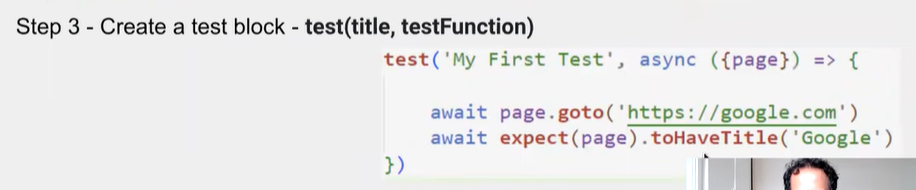 Step 3 - Create a test block - test(title, testFunction)
test('My First Test', async ({page}) => {
await page.goto('https://google.com')
await expect(page).toHaveTitle('Google')
})